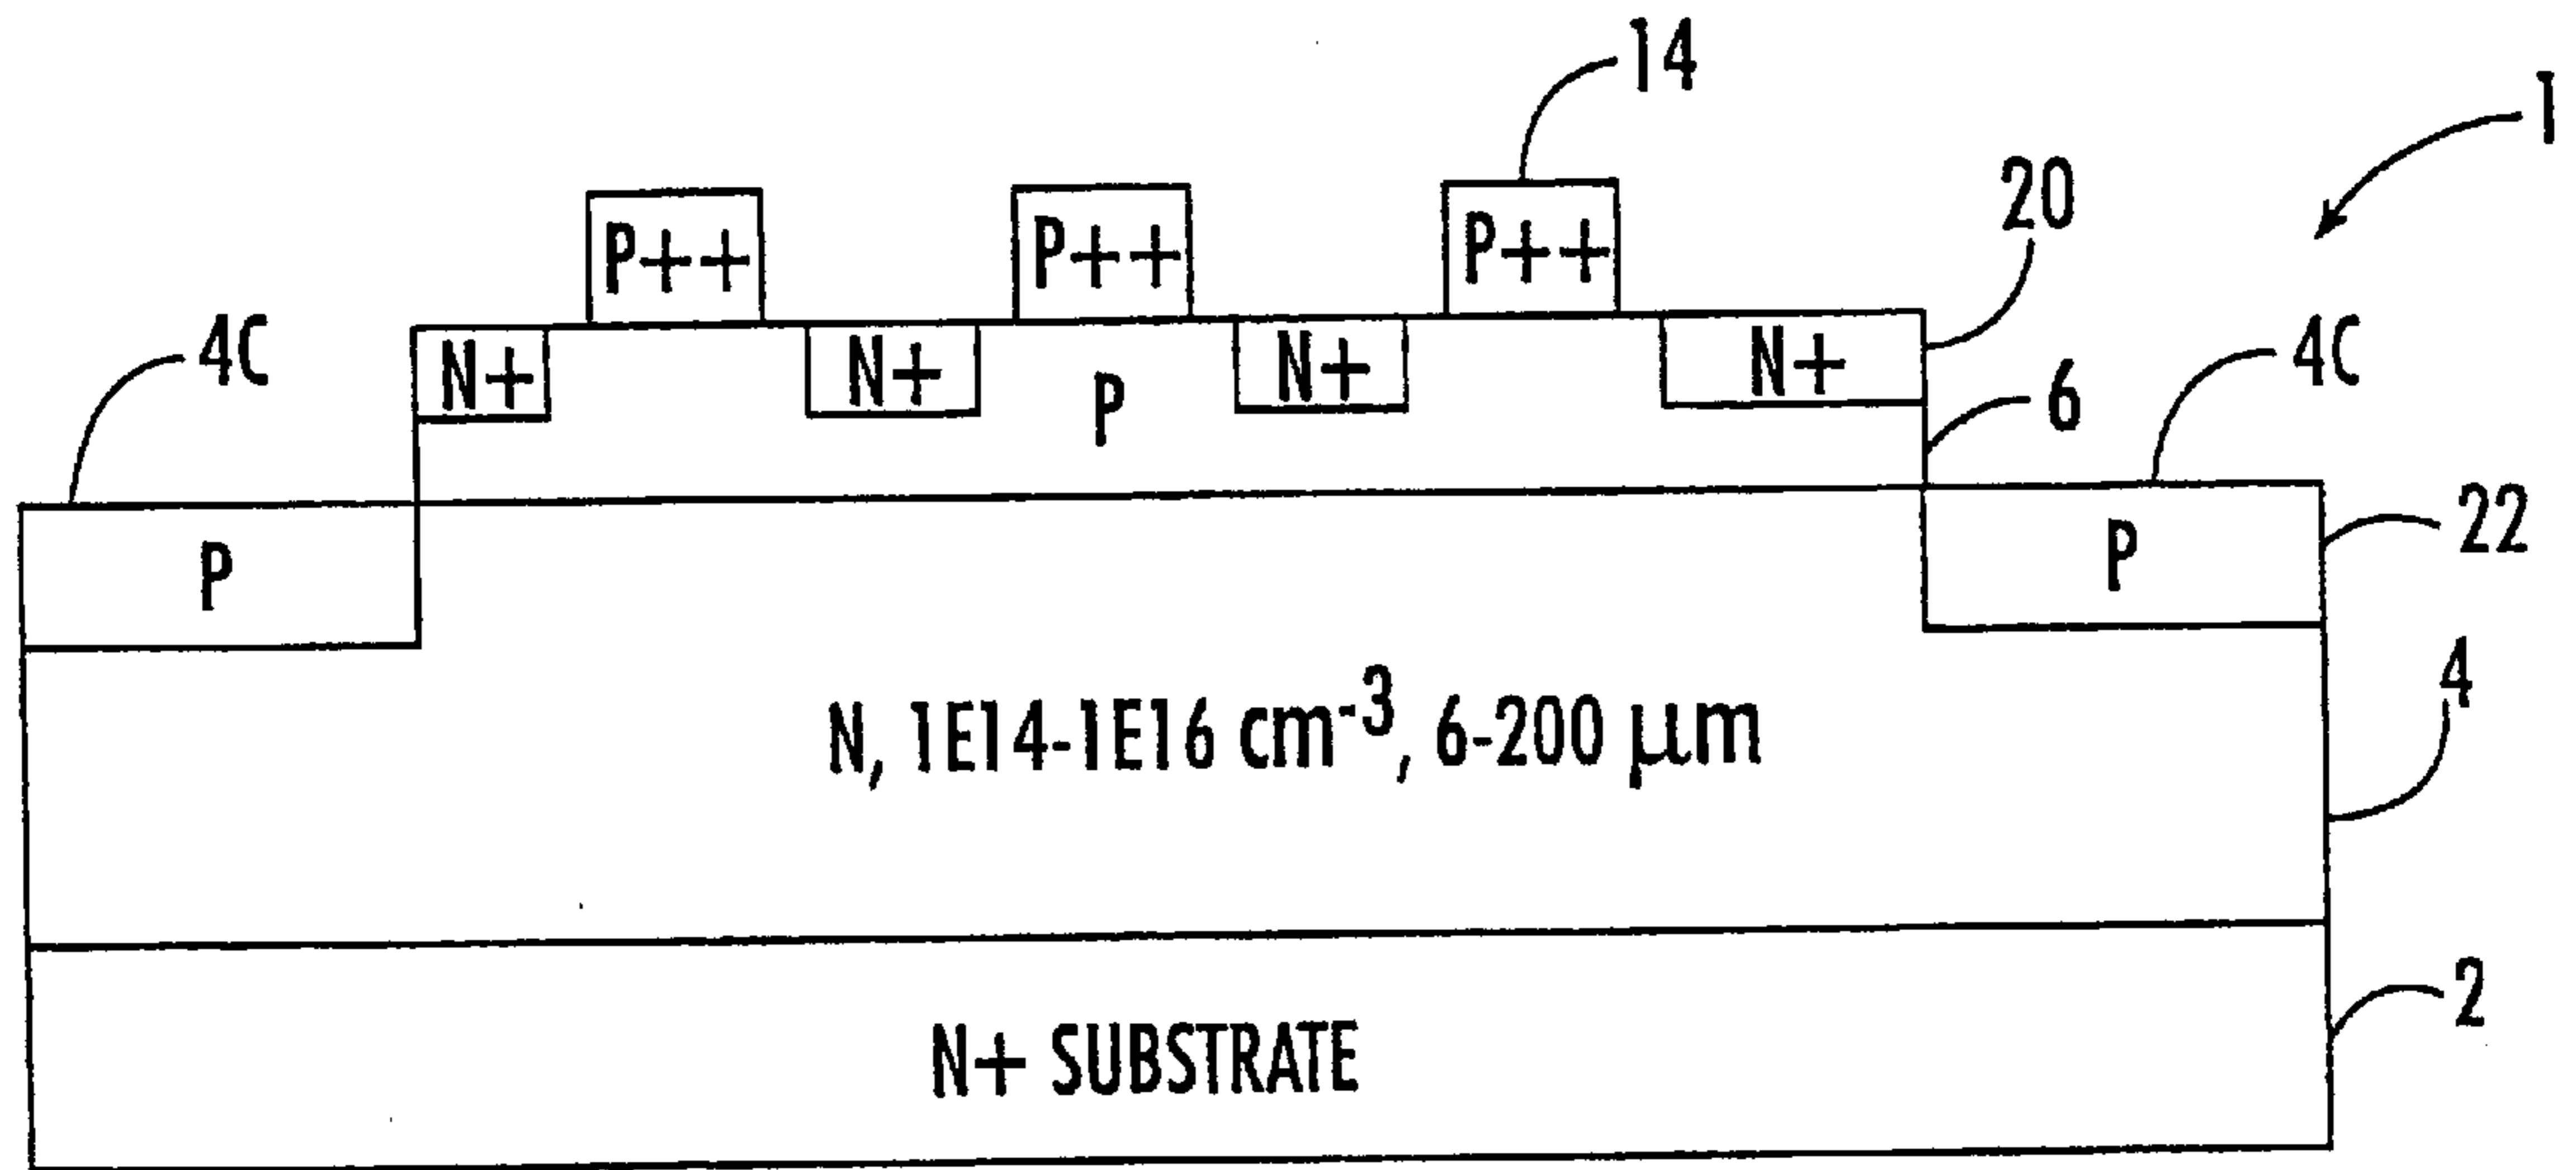 14
1
20
P++ P++ P++
4C N+ N+ P N+ N+ 6 4C
P P 22
N, 1E14-1E16 cm-3, 6-200 µm
4
N+ SUBSTRATE
2